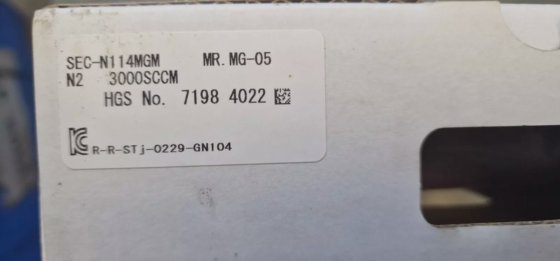 SEC-N114MGM MR.MG-05
N2 3000SCCM
HGS No. 7198 4022
R-R-STj-0229-GN104